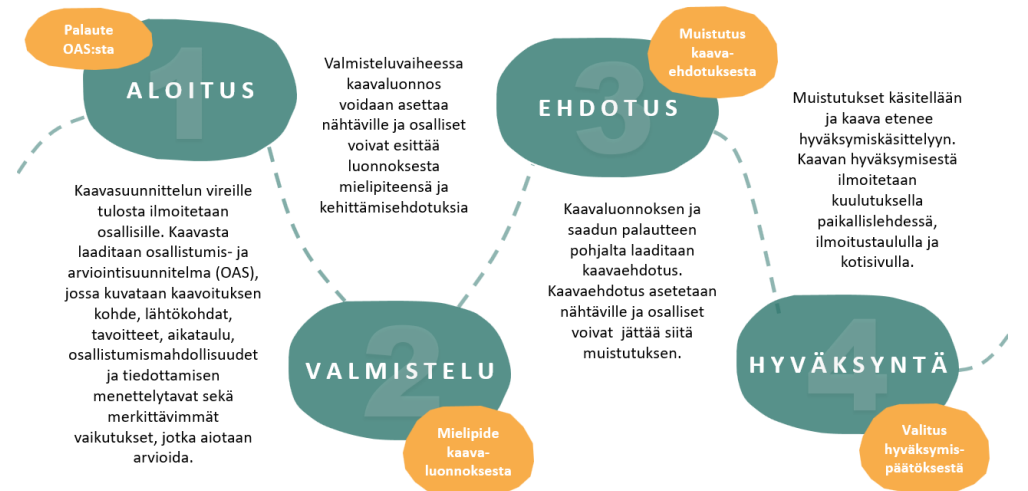 Palaute
OAS:sta
1
ALOITUS
Kaavasuunnittelun vireille
tulosta ilmoitetaan
osallisille. Kaavasta
laaditaan osallistumis- ja
arviointisuunnitelma (OAS),
jossa kuvataan kaavoituksen
kohde, lähtökohdat,
tavoitteet, aikataulu,
osallistumismahdollisuudet
ja tiedottamisen
menettelytavat sekä
merkittävimmät
vaikutukset, jotka aiotaan
arvioida.
Valmisteluvaiheessa
kaavaluonnos
voidaan asettaa
nähtäville ja osalliset
voivat esittää
luonnoksesta
mielipiteensä ja
kehittämisehdotuksia
2
VALMISTELU
Mielipide
kaava-
luonnoksesta
Muistutus
kaava-
ehdotuksesta
3
EHDOTUS
Kaavaluonnoksen ja
saadun palautteen
pohjalta laaditaan
kaavaehdotus.
Kaavaehdotus asetetaan
nähtäville ja osalliset
voivat jättää siitä
muistutuksen.
Muistutukset käsitellään
ja kaava etenee
hyväksymiskäsittelyyn.
Kaavan hyväksymisestä
ilmoitetaan
kuulutuksella
paikallislehdessä,
ilmoitustaululla ja
kotisivulla.
4
HYVÄKSYNTÄ
Valitus
hyväksymis-
päätöksestä